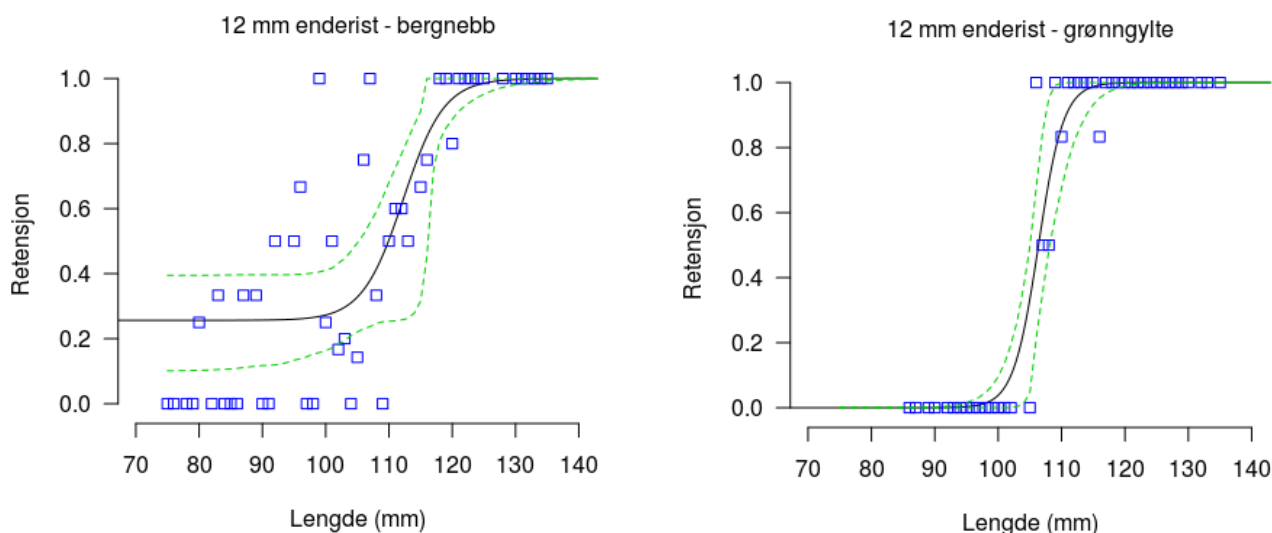 12 mm enderist - bergnebb
1.0
0.8
0.6
0.4
0.2
0.0
Retensjon
70 80 90 100 110 120 130 140
Lengde (mm)
12 mm enderist - grønngylte
1.0
0.8
0.6
0.4
0.2
0.0
Retensjon
70 80 90 100 110 120 130 140
Lengde (mm)